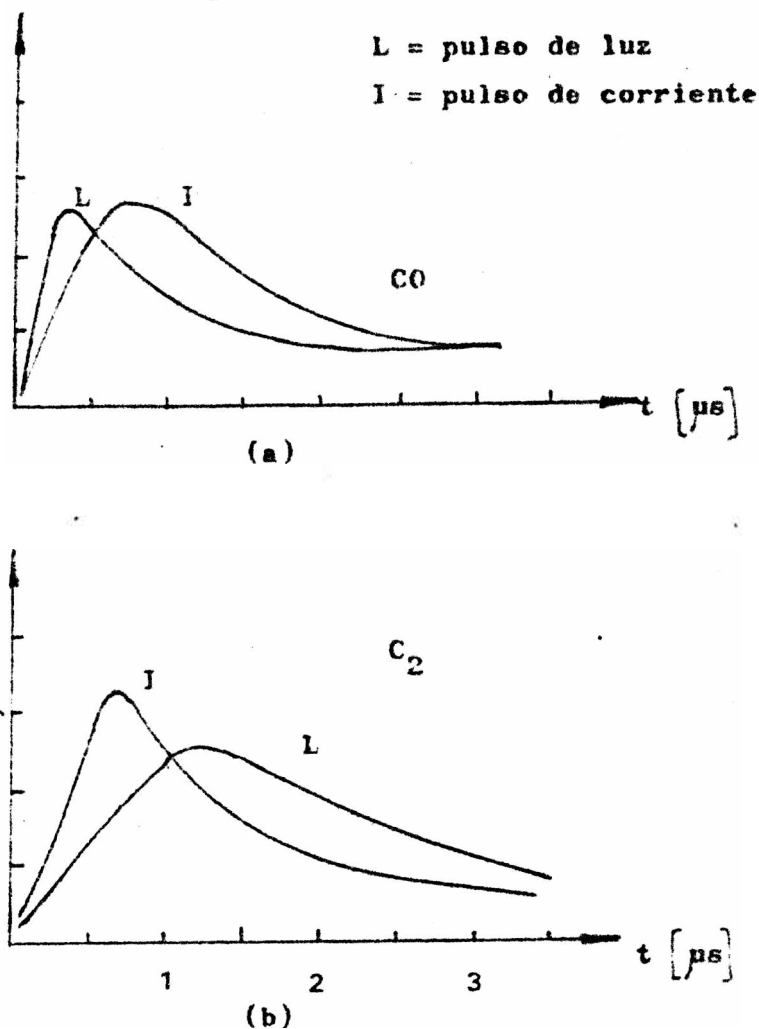 L = pulso de luz
I = pulso de corriente
L
I
CO
t [µs]
(a)
C2
I
L
t [µs]
1
2
3
(b)